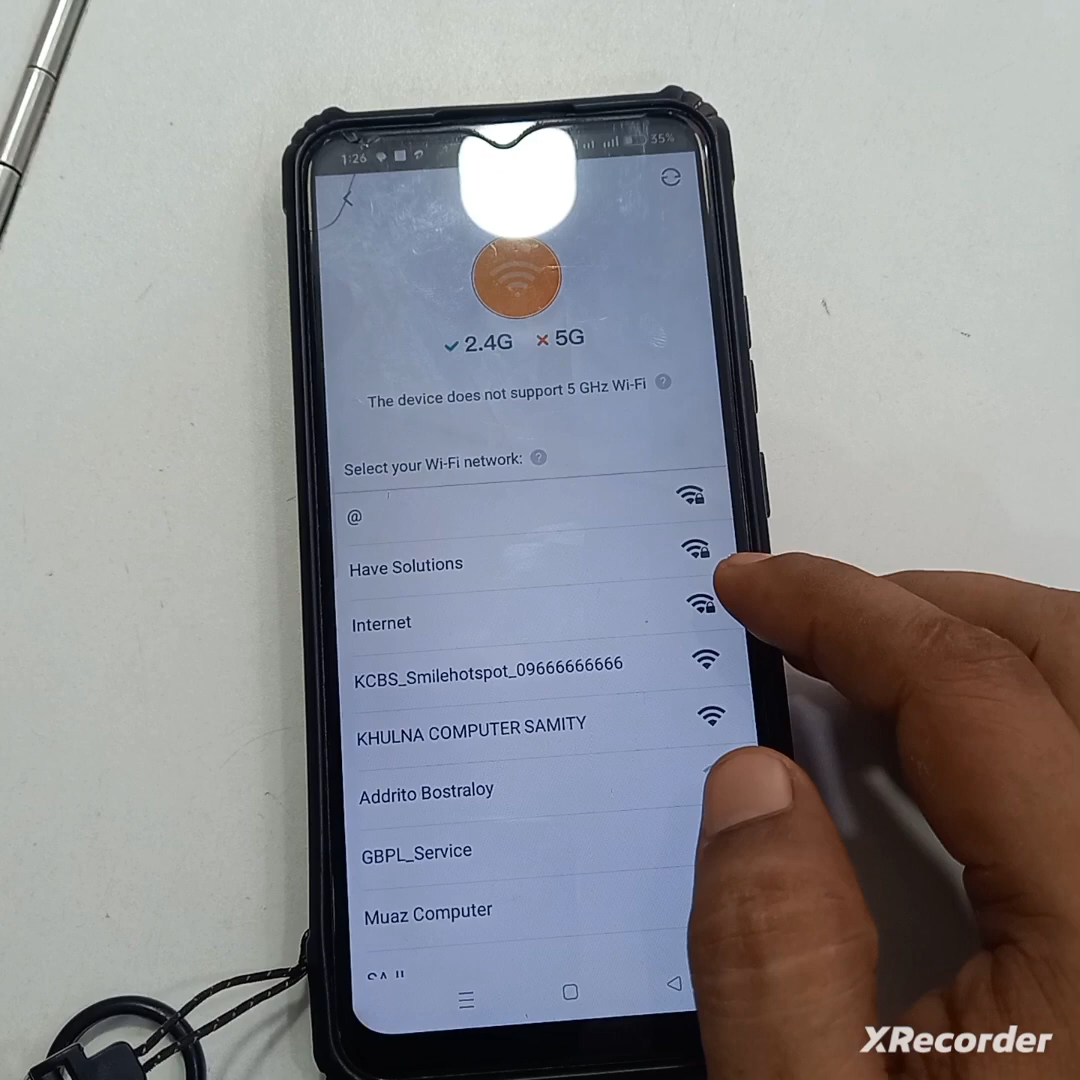 1:26
35%
2.4G
5G
The device does not support 5 GHz Wi-Fi ?
Select your Wi-Fi network: ?
@
Have Solutions
Internet
KCBS_Smilehotspot_09666666666
KHULNA COMPUTER SAMITY
Addrito Bostraloy
GBPL_Service
Muaz Computer
XRecorder